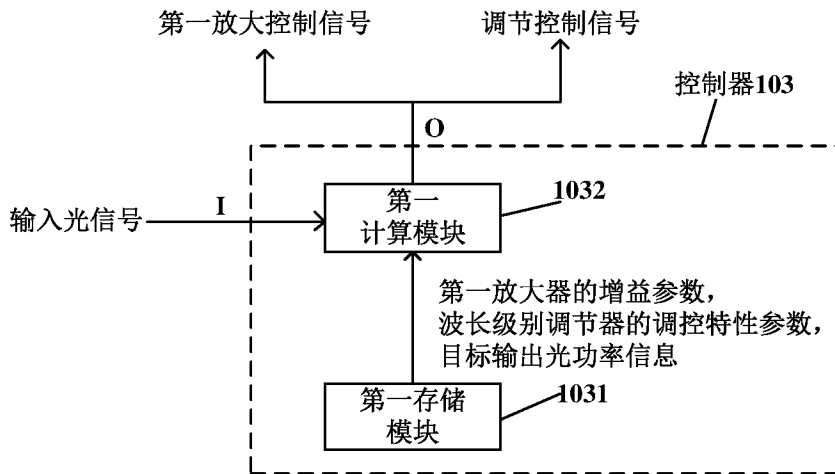 第一放大控制信号
调节控制信号
控制器103
O
I
输入光信号
第一
计算模块
1032
第一放大器的增益参数，
波长级别调节器的调控特性参数，
目标输出光功率信息
第一存储
模块
1031